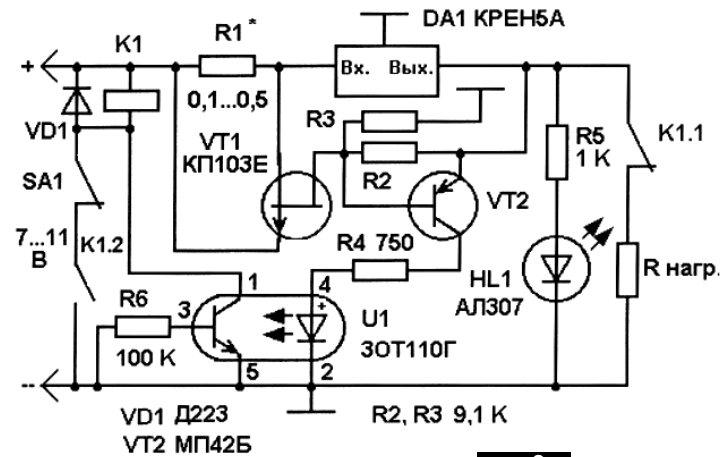 DA1 КРЕН5А
К1
R1*
+
Вх.
Вых.
0,1...0,5
R3
VD1
VT1
КП103Е
R2
R5
1 K
K1.1
SA1
VT2
7...11
В
K1.2
R4 750
HL1
АЛ307
R нагр.
1
4
R6
3
+
U1
3ОТ110Г
100 K
5
2
--
VD1 Д223
R2, R3 9,1 K
VT2 МП42Б